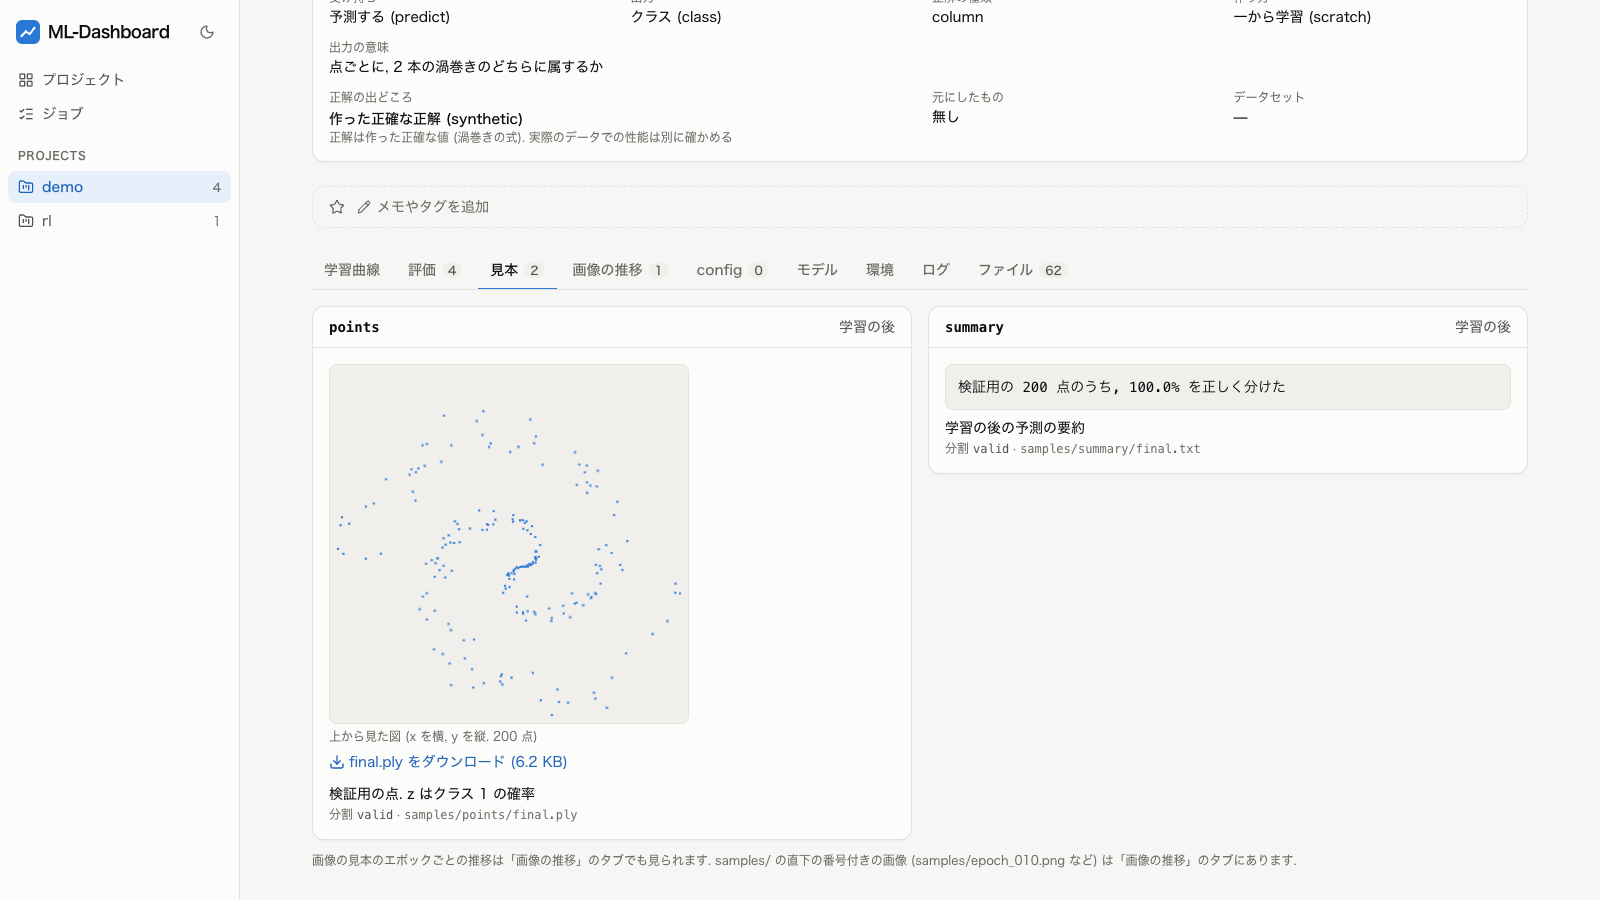 ML-Dashboard
プロジェクト
ジョブ
PROJECTS
demo 4
rl 1
予測する (predict)
クラス (class)
column
一から学習 (scratch)
出力の意味
点ごとに, 2 本の渦巻きのどちらに属するか
正解の出どころ
作った正確な正解 (synthetic)
正解は作った正確な値 (渦巻きの式). 実際のデータでの性能は別に確かめる
元にしたもの
無し
データセット
—
メモやタグを追加
学習曲線 評価 4 見本 2 画像の推移 1 config 0 モデル 環境 ログ ファイル 62
points 学習の後
上から見た図 (x を横, y を縦. 200 点)
final.ply をダウンロード (6.2 KB)
検証用の点. z はクラス 1 の確率
分割 valid · samples/points/final.ply
summary 学習の後
検証用の 200 点のうち, 100.0% を正しく分けた
学習の後の予測の要約
分割 valid · samples/summary/final.txt
画像の見本のエポックごとの推移は「画像の推移」のタブでも見られます. samples/ の直下の番号付きの画像 (samples/epoch_010.png など) は「画像の推移」のタブにあります.